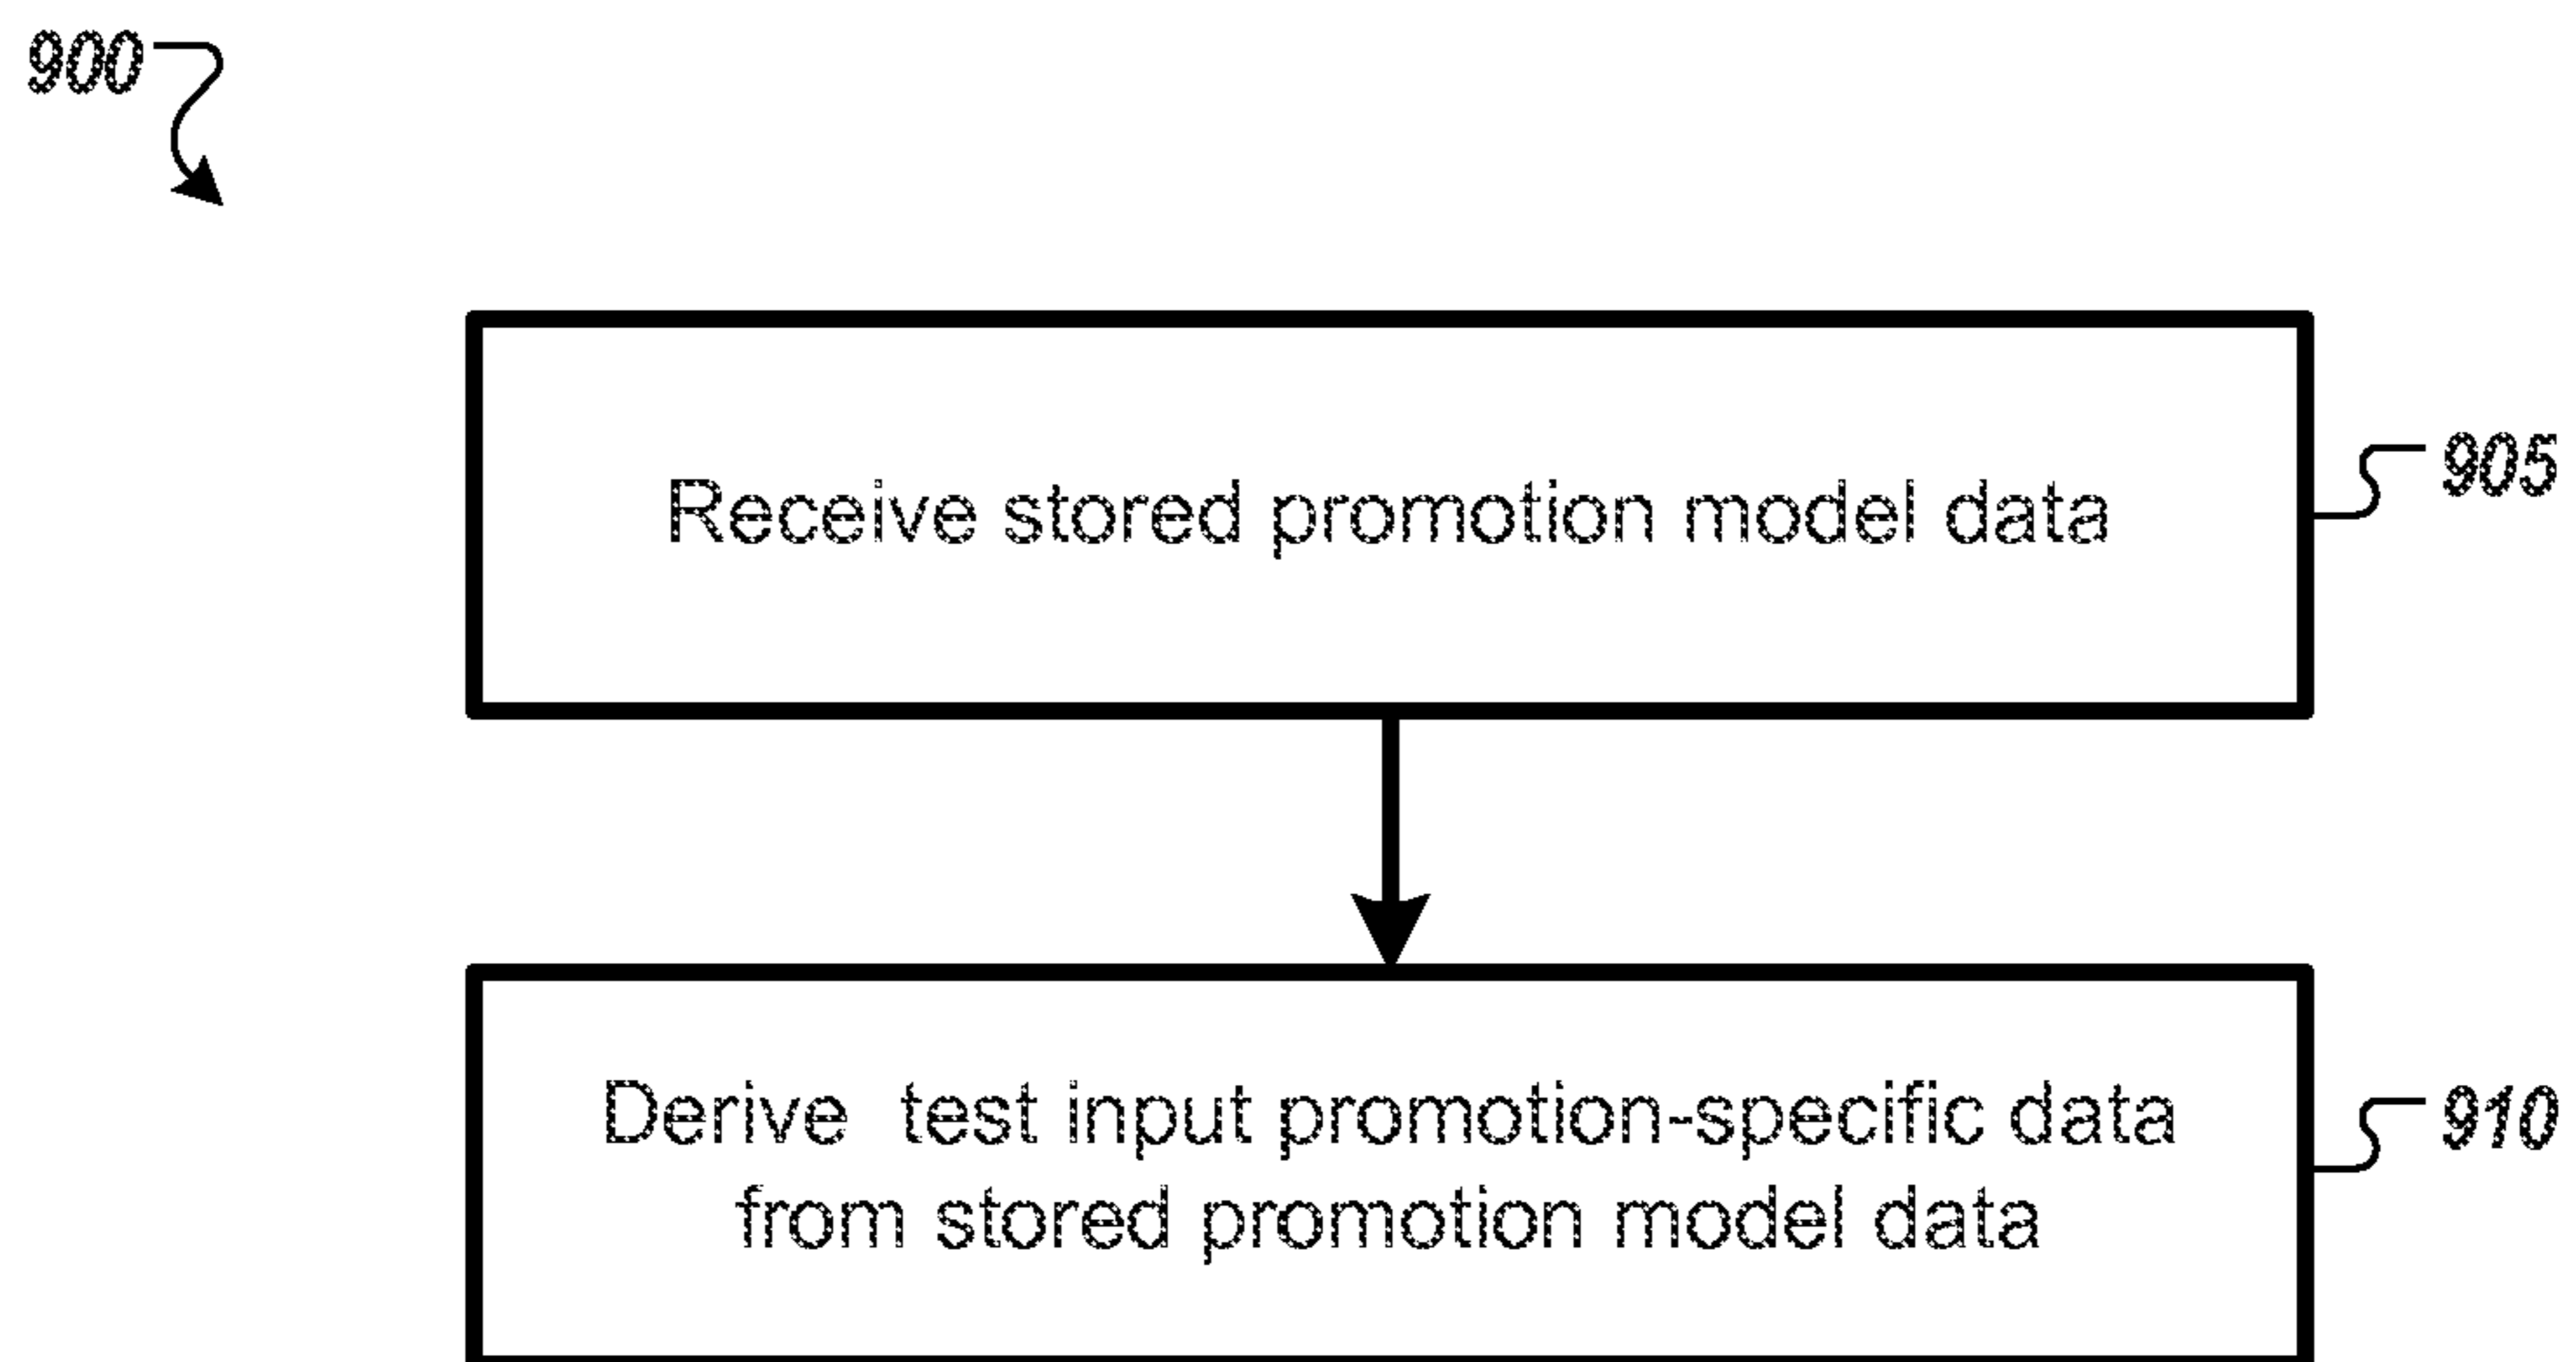 900
Receive stored promotion model data
905
Derive test input promotion-specific data
from stored promotion model data
910